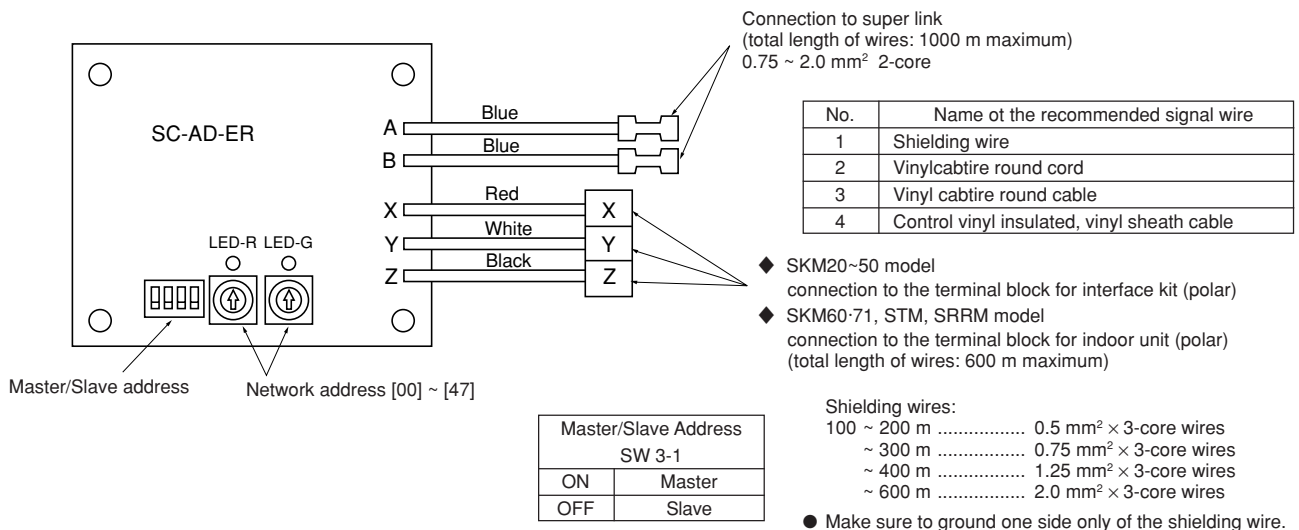 Connection to super link
(total length of wires: 1000 m maximum)
0.75 ~ 2.0 mm² 2-core
SC-AD-ER
A
Blue
B
Blue
X
Red
X
Y
White
Y
Z
Black
Z
LED-R LED-G
Master/Slave address
Network address [00] ~ [47]
No. Name ot the recommended signal wire
1 Shielding wire
2 Vinylcabtire round cord
3 Vinyl cabtire round cable
4 Control vinyl insulated, vinyl sheath cable
◆ SKM20~50 model
connection to the terminal block for interface kit (polar)
◆ SKM60·71, STM, SRRM model
connection to the terminal block for indoor unit (polar)
(total length of wires: 600 m maximum)
Master/Slave Address
SW 3-1
ON Master
OFF Slave
Shielding wires:
100 ~ 200 m ................. 0.5 mm² × 3-core wires
~ 300 m ................. 0.75 mm² × 3-core wires
~ 400 m ................. 1.25 mm² × 3-core wires
~ 600 m ................. 2.0 mm² × 3-core wires
● Make sure to ground one side only of the shielding wire.